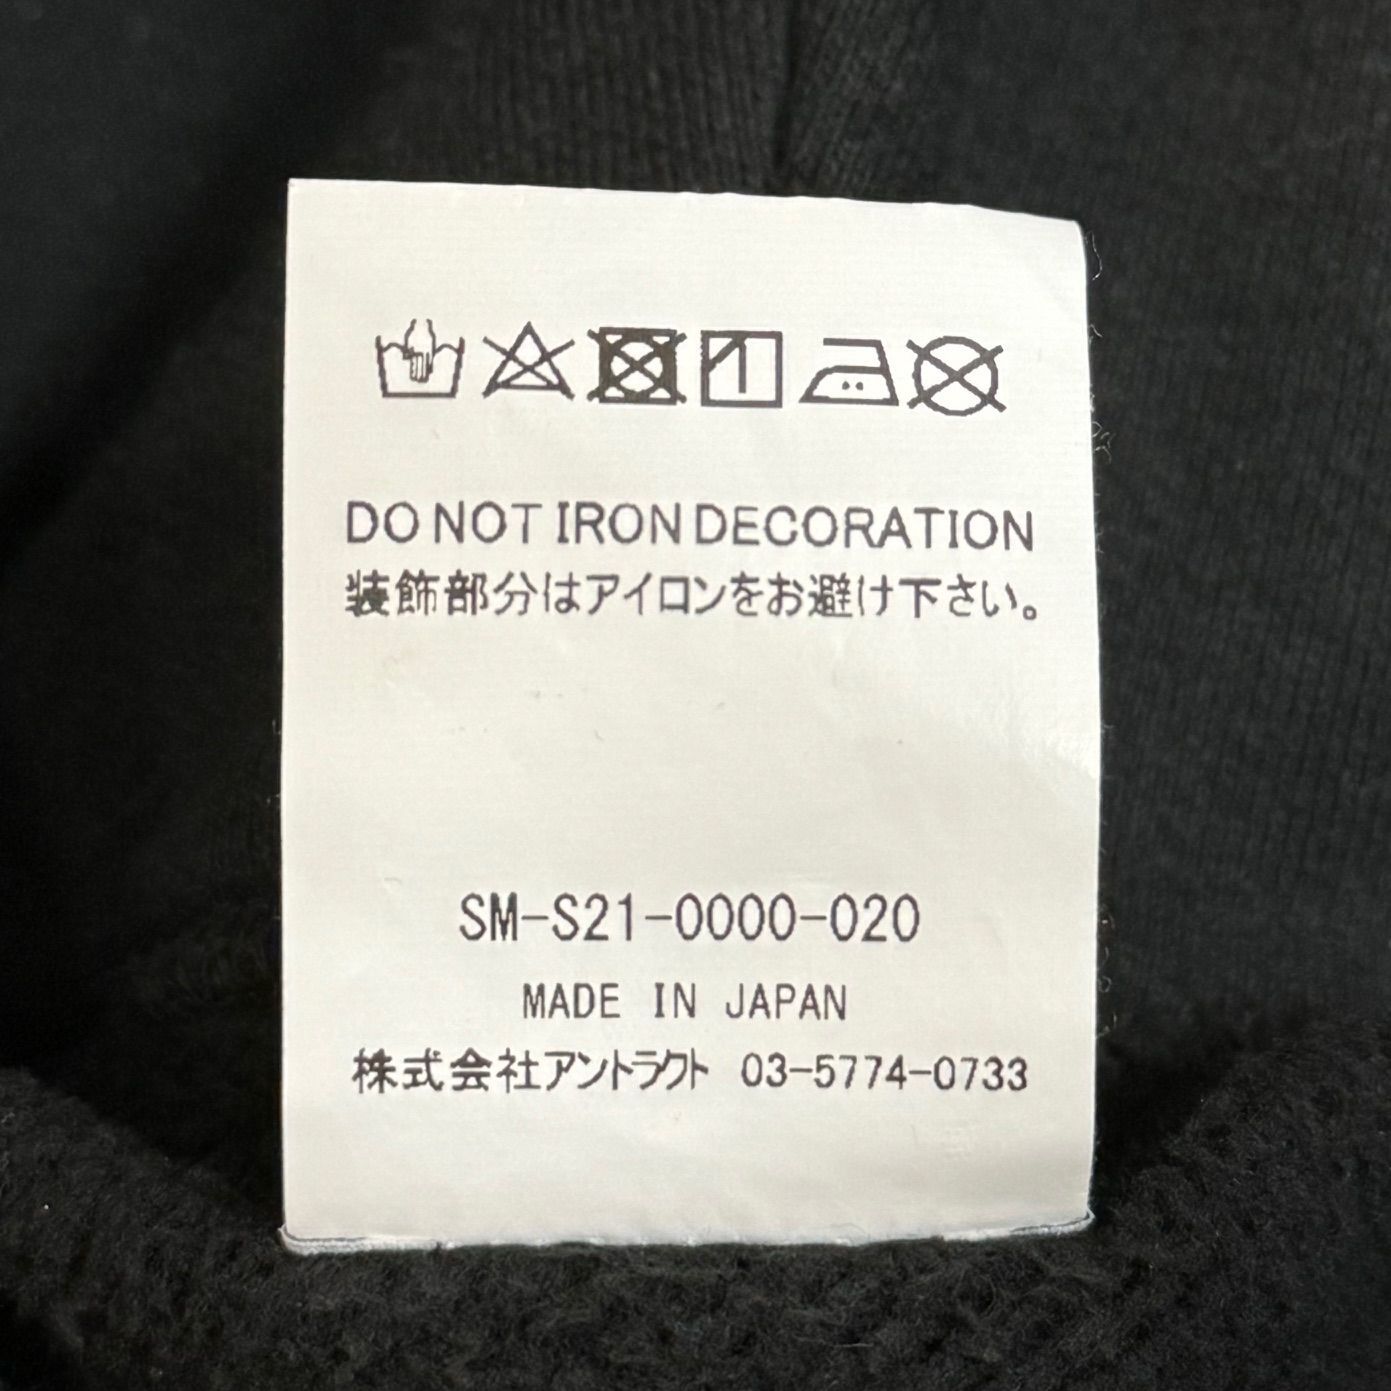 DO NOT IRON DECORATION
装飾部分はアイロンをお避け下さい。
SM-S21-0000-020
MADE IN JAPAN
株式会社アントラクト 03-5774-0733